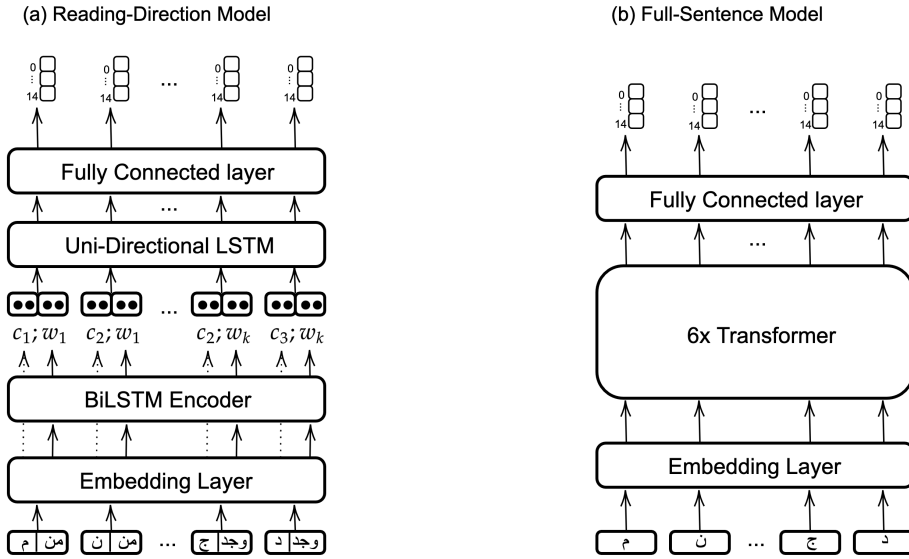 (a) Reading-Direction Model
0 0 ... 0 0
⋮ ⋮ ⋮ ⋮
14 14 14 14
Fully Connected layer
...
Uni-Directional LSTM
...
c₁; w₁ c₂; w₁ c₂; wₖ c₃; wₖ
BiLSTM Encoder
Embedding Layer
م من ن من ... ج وجد د وجد
(b) Full-Sentence Model
0 0 ... 0 0
⋮ ⋮ ⋮ ⋮
14 14 14 14
Fully Connected layer
...
6x Transformer
Embedding Layer
م ن ... ج د